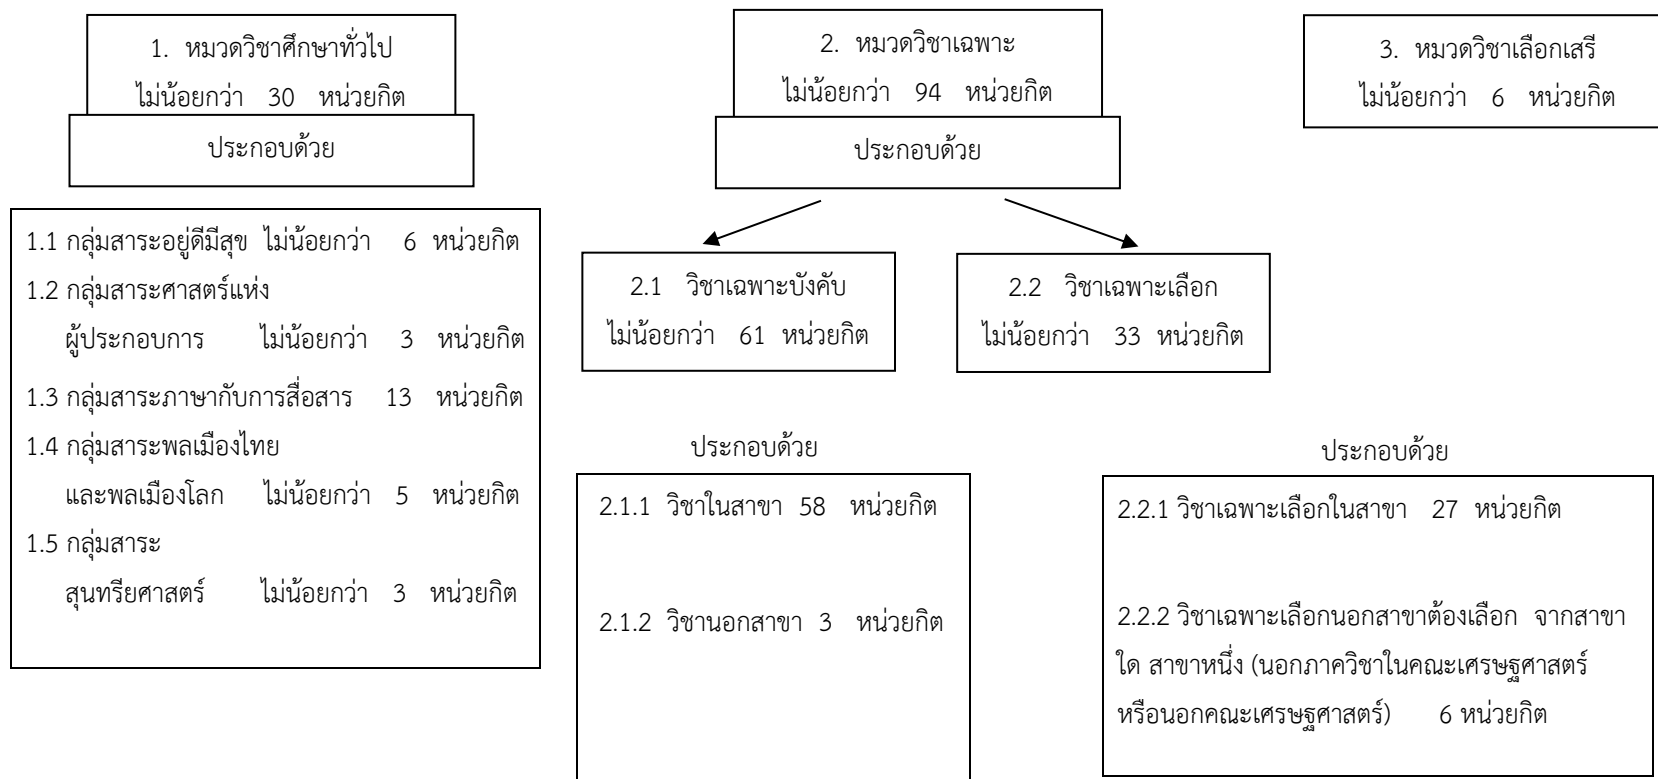 1. หมวดวิชาศึกษาทั่วไป
ไม่น้อยกว่า 30 หน่วยกิต
ประกอบด้วย
1.1 กลุ่มสาระอยู่ดีมีสุข ไม่น้อยกว่า 6 หน่วยกิต
1.2 กลุ่มสาระศาสตร์แห่ง
ผู้ประกอบการ ไม่น้อยกว่า 3 หน่วยกิต
1.3 กลุ่มสาระภาษากับการสื่อสาร 13 หน่วยกิต
1.4 กลุ่มสาระพลเมืองไทย
และพลเมืองโลก ไม่น้อยกว่า 5 หน่วยกิต
1.5 กลุ่มสาระ
สุนทรียศาสตร์ ไม่น้อยกว่า 3 หน่วยกิต
2. หมวดวิชาเฉพาะ
ไม่น้อยกว่า 94 หน่วยกิต
ประกอบด้วย
2.1 วิชาเฉพาะบังคับ
ไม่น้อยกว่า 61 หน่วยกิต
ประกอบด้วย
2.1.1 วิชาในสาขา 58 หน่วยกิต
2.1.2 วิชานอกสาขา 3 หน่วยกิต
2.2 วิชาเฉพาะเลือก
ไม่น้อยกว่า 33 หน่วยกิต
ประกอบด้วย
2.2.1 วิชาเฉพาะเลือกในสาขา 27 หน่วยกิต
2.2.2 วิชาเฉพาะเลือกนอกสาขาต้องเลือก จากสาขา
ใด สาขาหนึ่ง (นอกภาควิชาในคณะเศรษฐศาสตร์
หรือนอกคณะเศรษฐศาสตร์) 6 หน่วยกิต
3. หมวดวิชาเลือกเสรี
ไม่น้อยกว่า 6 หน่วยกิต